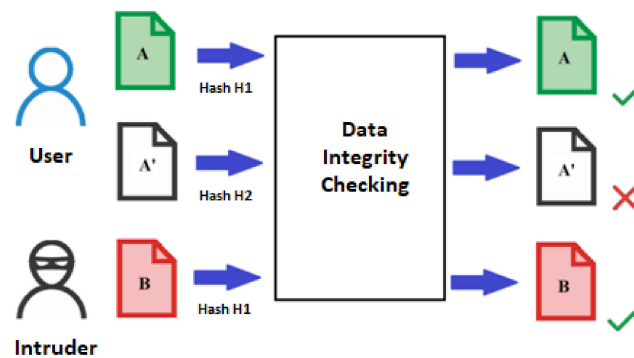 A
Hash H1
A
User
A'
Hash H2
Data
Integrity
Checking
A'
B
Hash H1
B
Intruder